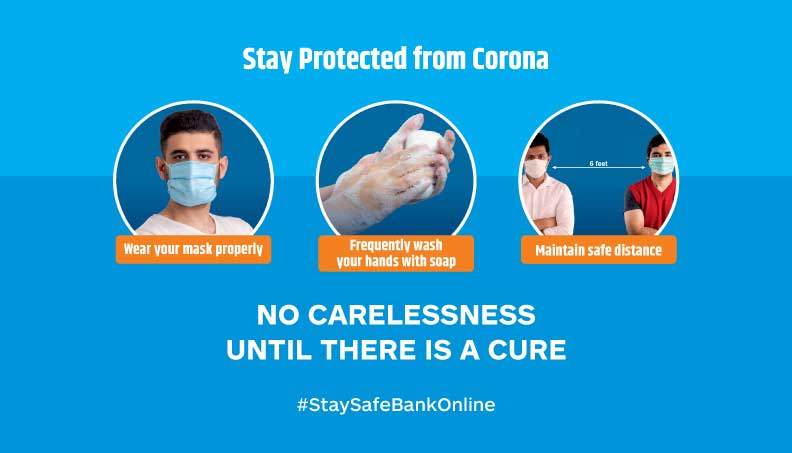 Stay Protected from Corona
6 feet
Wear your mask properly
Frequently wash
your hands with soap
Maintain safe distance
NO CARELESSNESS
UNTIL THERE IS A CURE
#StaySafeBankOnline